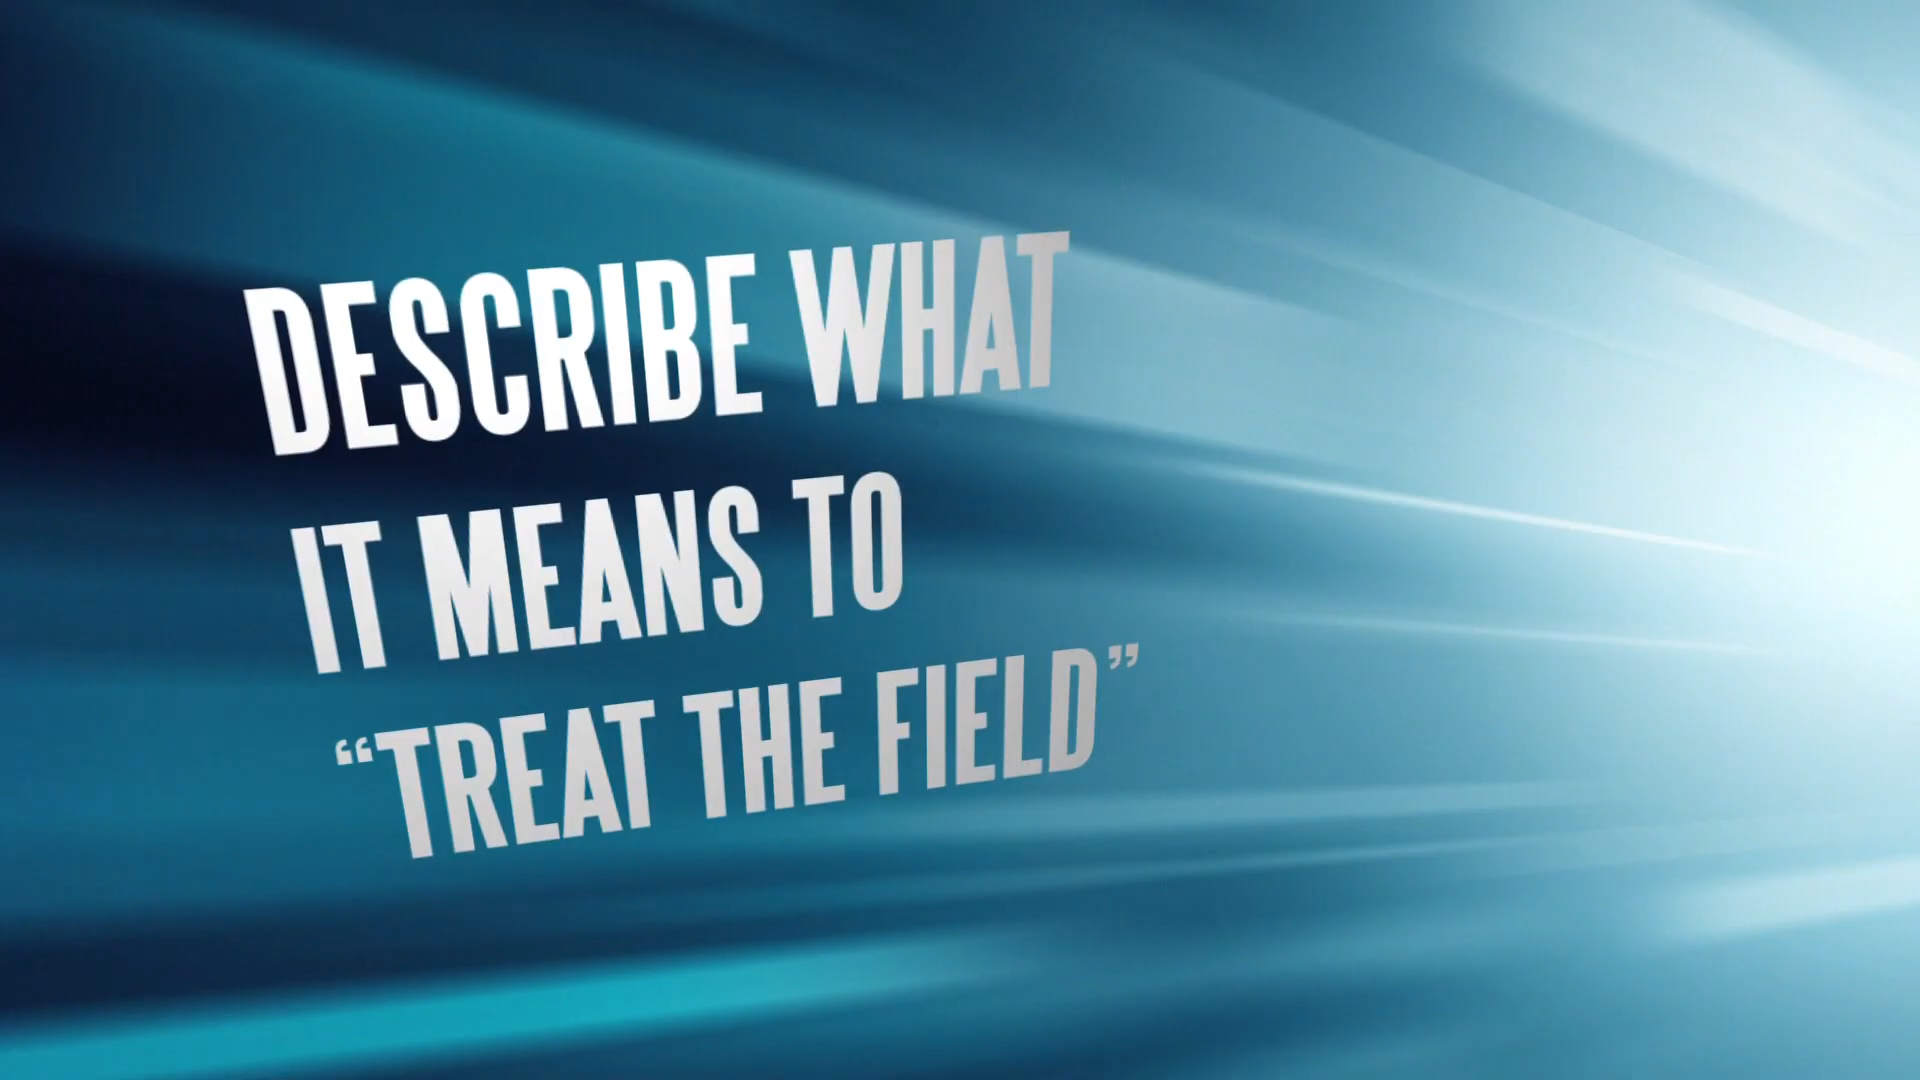 DESCRIBE WHAT
IT MEANS TO
“TREAT THE FIELD”